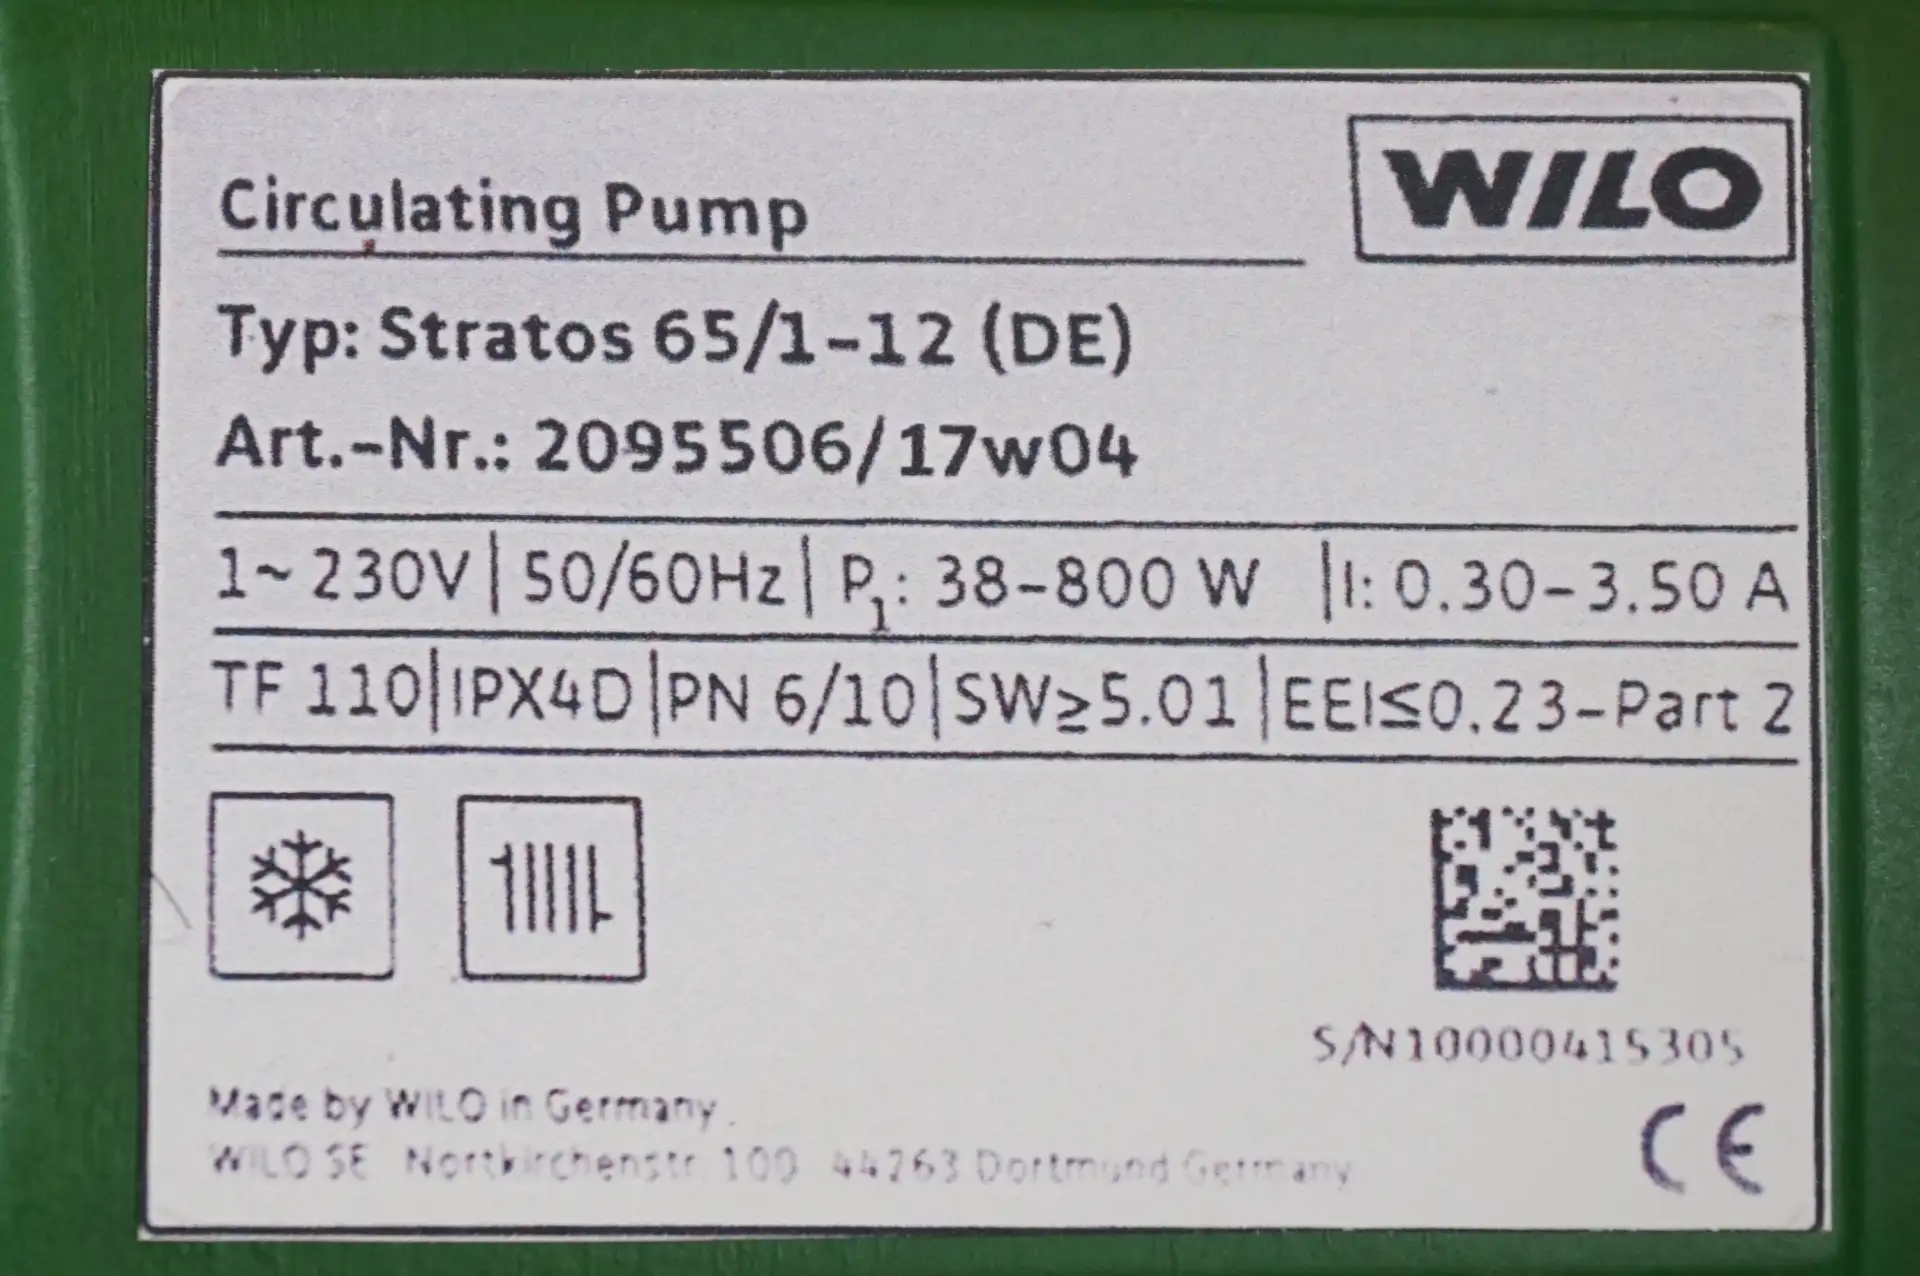 WILO
Circulating Pump
Typ: Stratos 65/1-12 (DE)
Art.-Nr.: 2095506/17w04
1~ 230V | 50/60Hz | P1: 38-800 W | I: 0.30-3.50 A
TF 110 | IPX4D | PN 6/10 | SW≥5.01 | EEI≤0.23-Part 2
S/N10000415305
Made by WILO in Germany.
WILO SE Nortkirchenstr. 100 44263 Dortmund Germany
CE